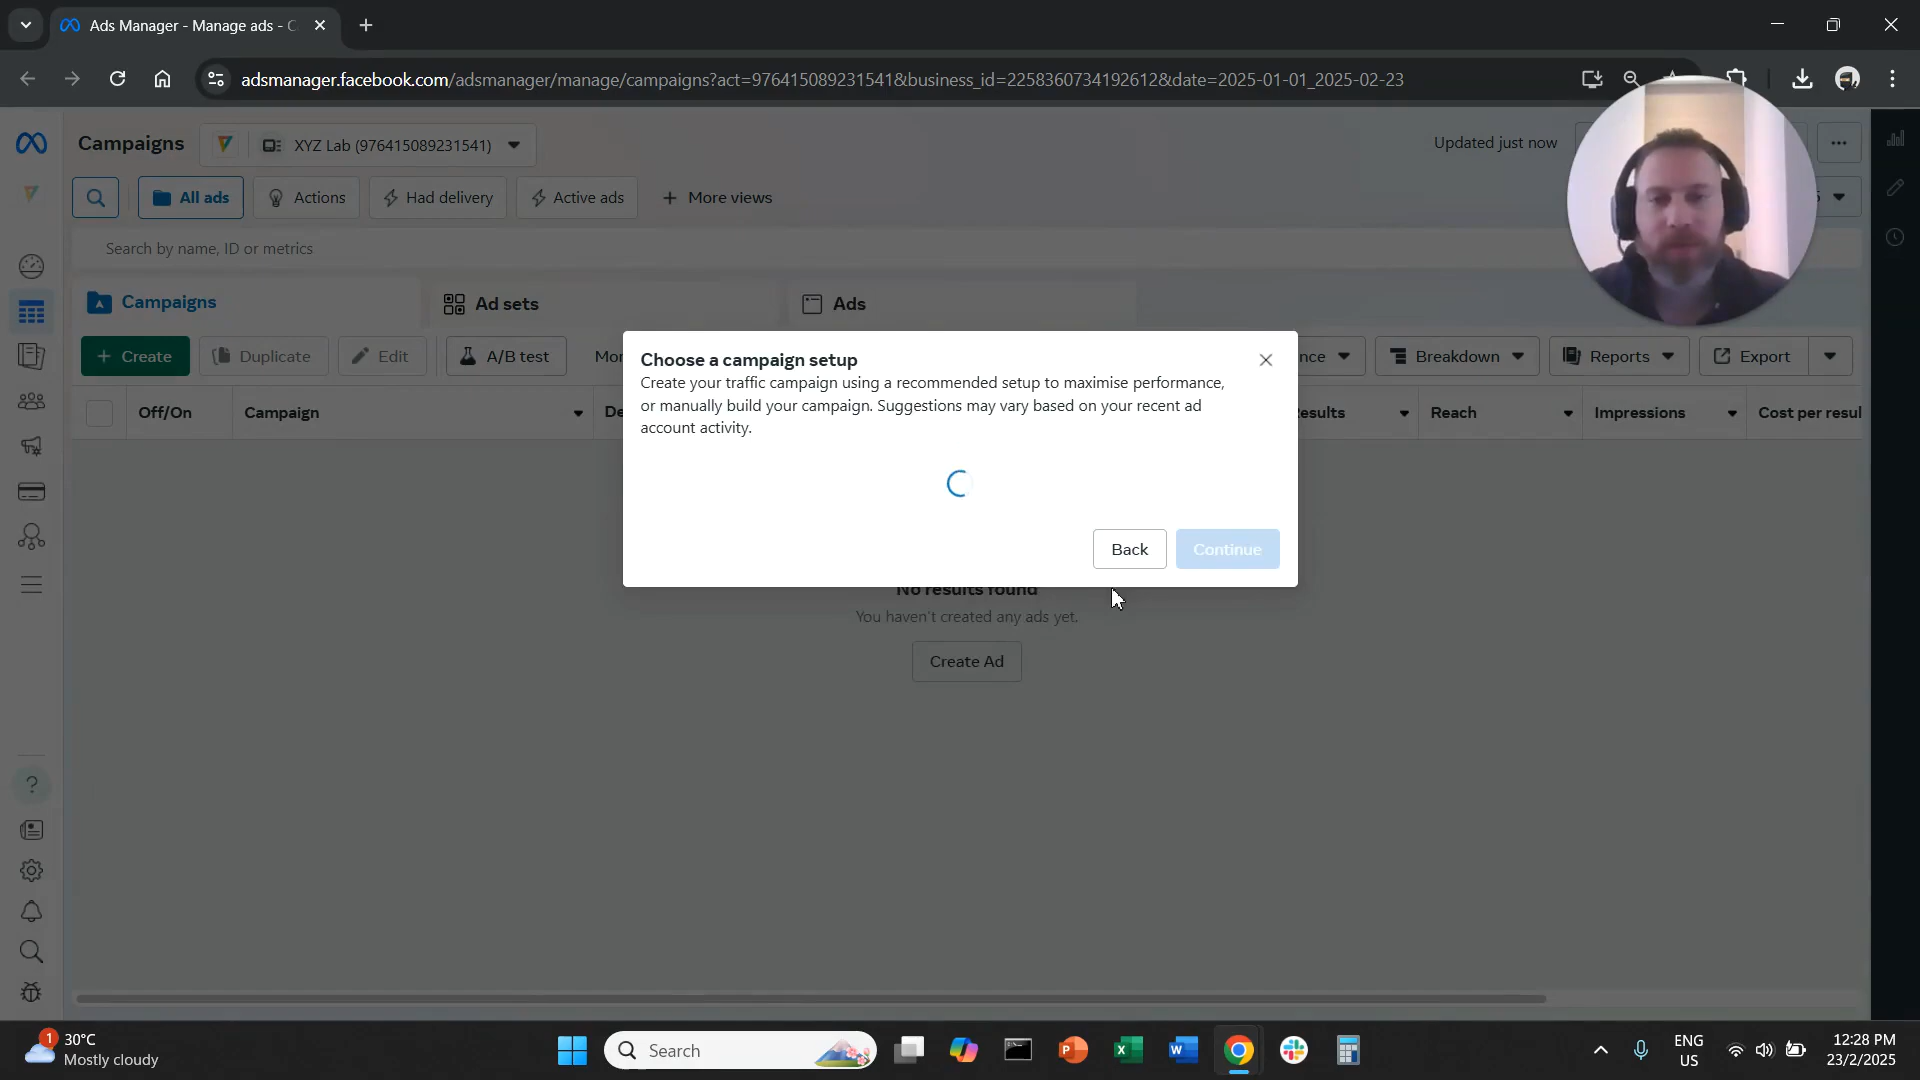 Ads Manager - Manage ads - C
adsmanager.facebook.com/adsmanager/manage/campaigns?act=976415089231541&business_id=2258360734192612&date=2025-01-01_2025-02-23
Campaigns
XYZ Lab (976415089231541)
Updated just now
All ads
Actions
Had delivery
Active ads
+ More views
Search by name, ID or metrics
Campaigns
Ad sets
Ads
+ Create
Duplicate
Edit
A/B test
Mor
nce
Breakdown
Reports
Export
Off/On
Campaign
De
esults
Reach
Impressions
Cost per resul
Choose a campaign setup
Create your traffic campaign using a recommended setup to maximise performance,
or manually build your campaign. Suggestions may vary based on your recent ad
account activity.
Back
Continue
No results found
You haven't created any ads yet.
Create Ad
1
30°C
Mostly cloudy
Search
ENG
US
12:28 PM
23/2/2025